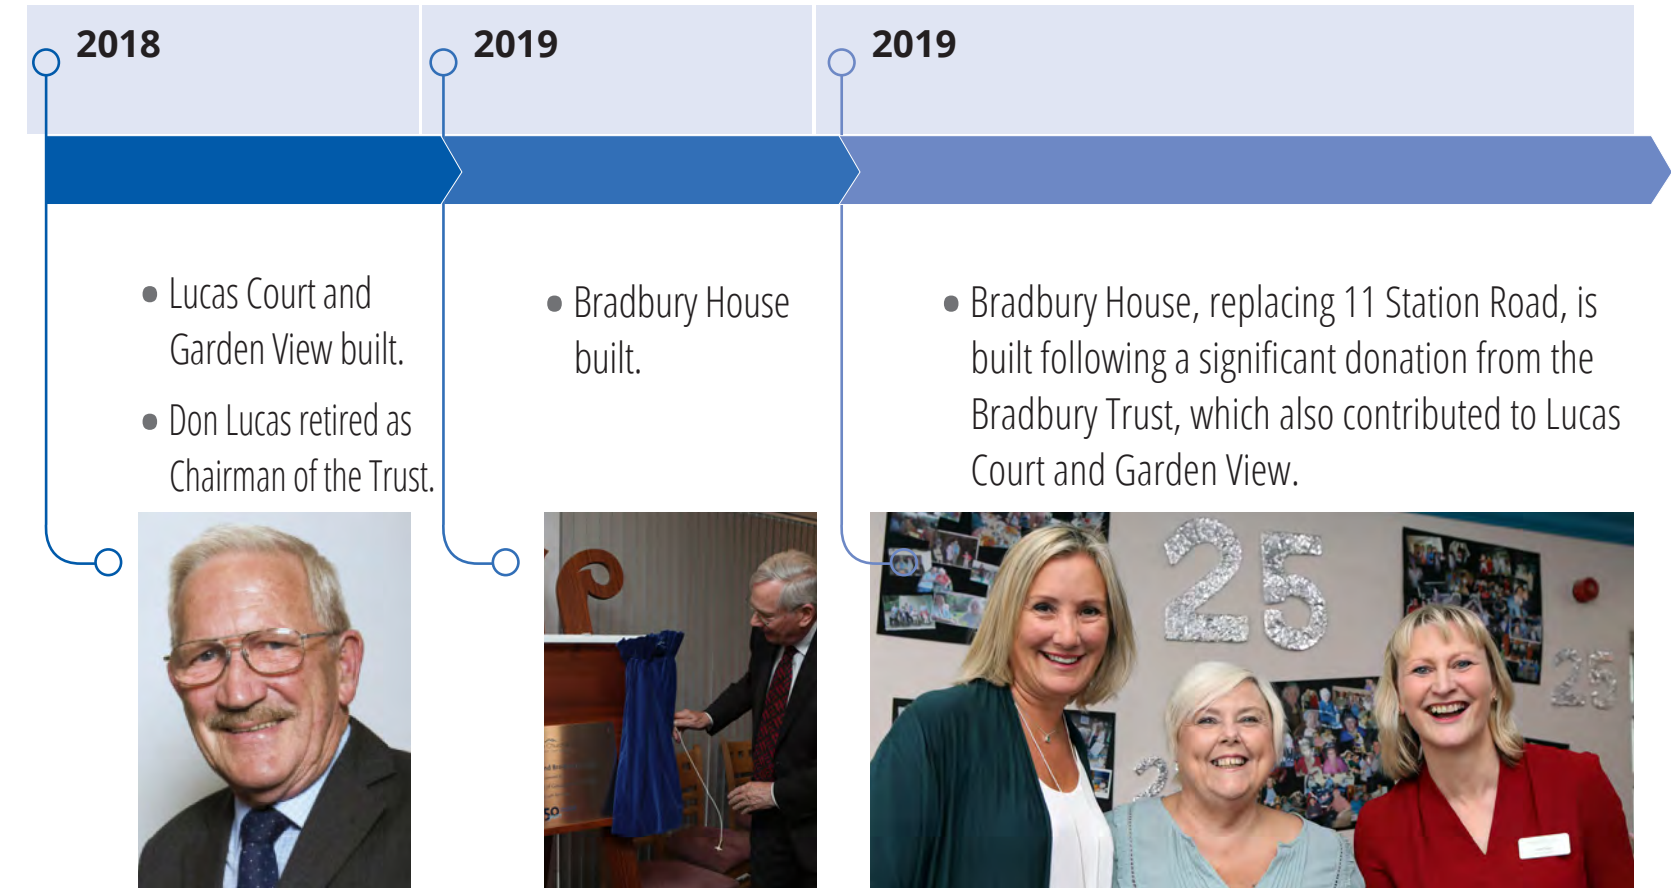 2018
2019
2019
• Lucas Court and
Garden View built.
• Don Lucas retired as
Chairman of the Trust.
• Bradbury House
built.
• Bradbury House, replacing 11 Station Road, is
built following a significant donation from the
Bradbury Trust, which also contributed to Lucas
Court and Garden View.
25
25
50